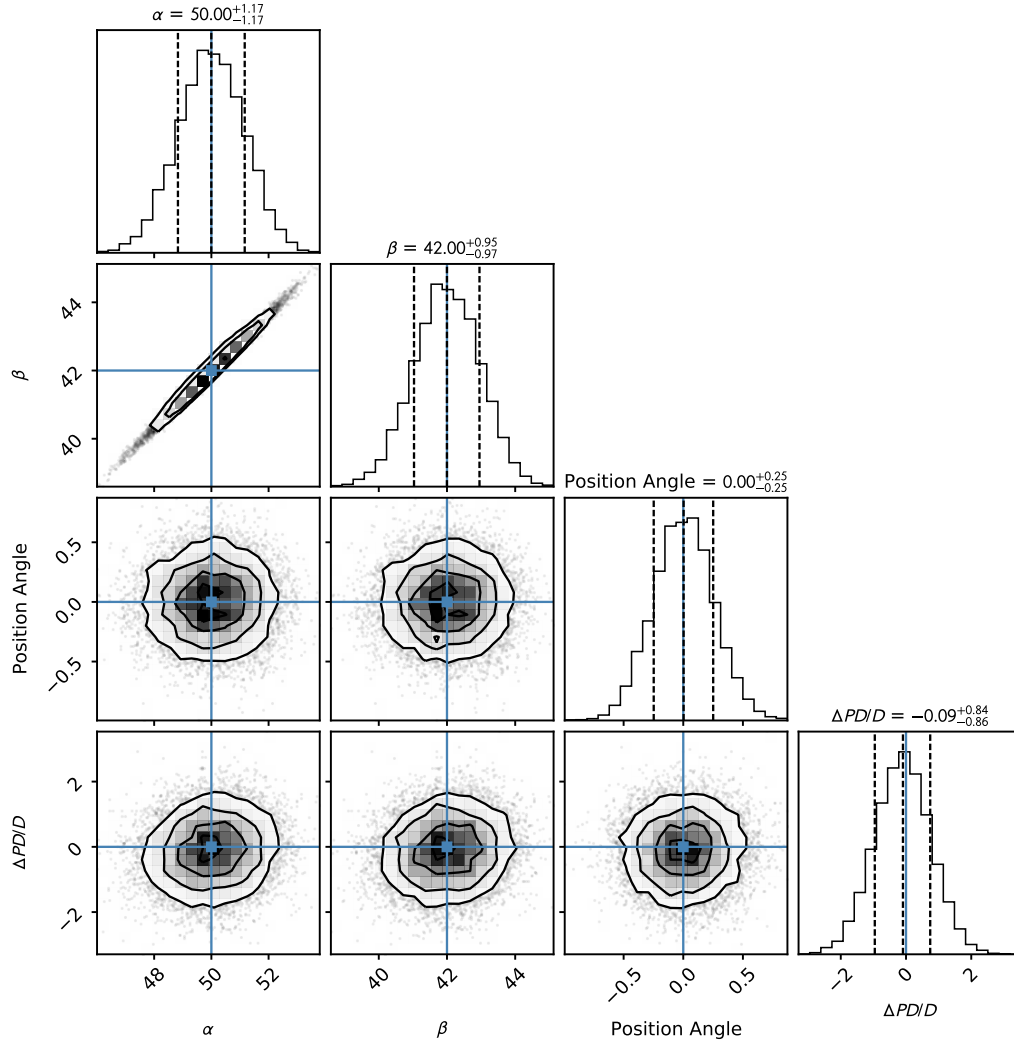 α = 50.00+1.17−1.17
β = 42.00+0.95−0.97
44
42
40
β
Position Angle = 0.00+0.25−0.25
0.5
0.0
−0.5
Position Angle
ΔPD/D = −0.09+0.84−0.86
2
0
−2
ΔPD/D
48 50 52
40 42 44
−0.5 0.0 0.5
−2 0 2
α
β
Position Angle
ΔPD/D